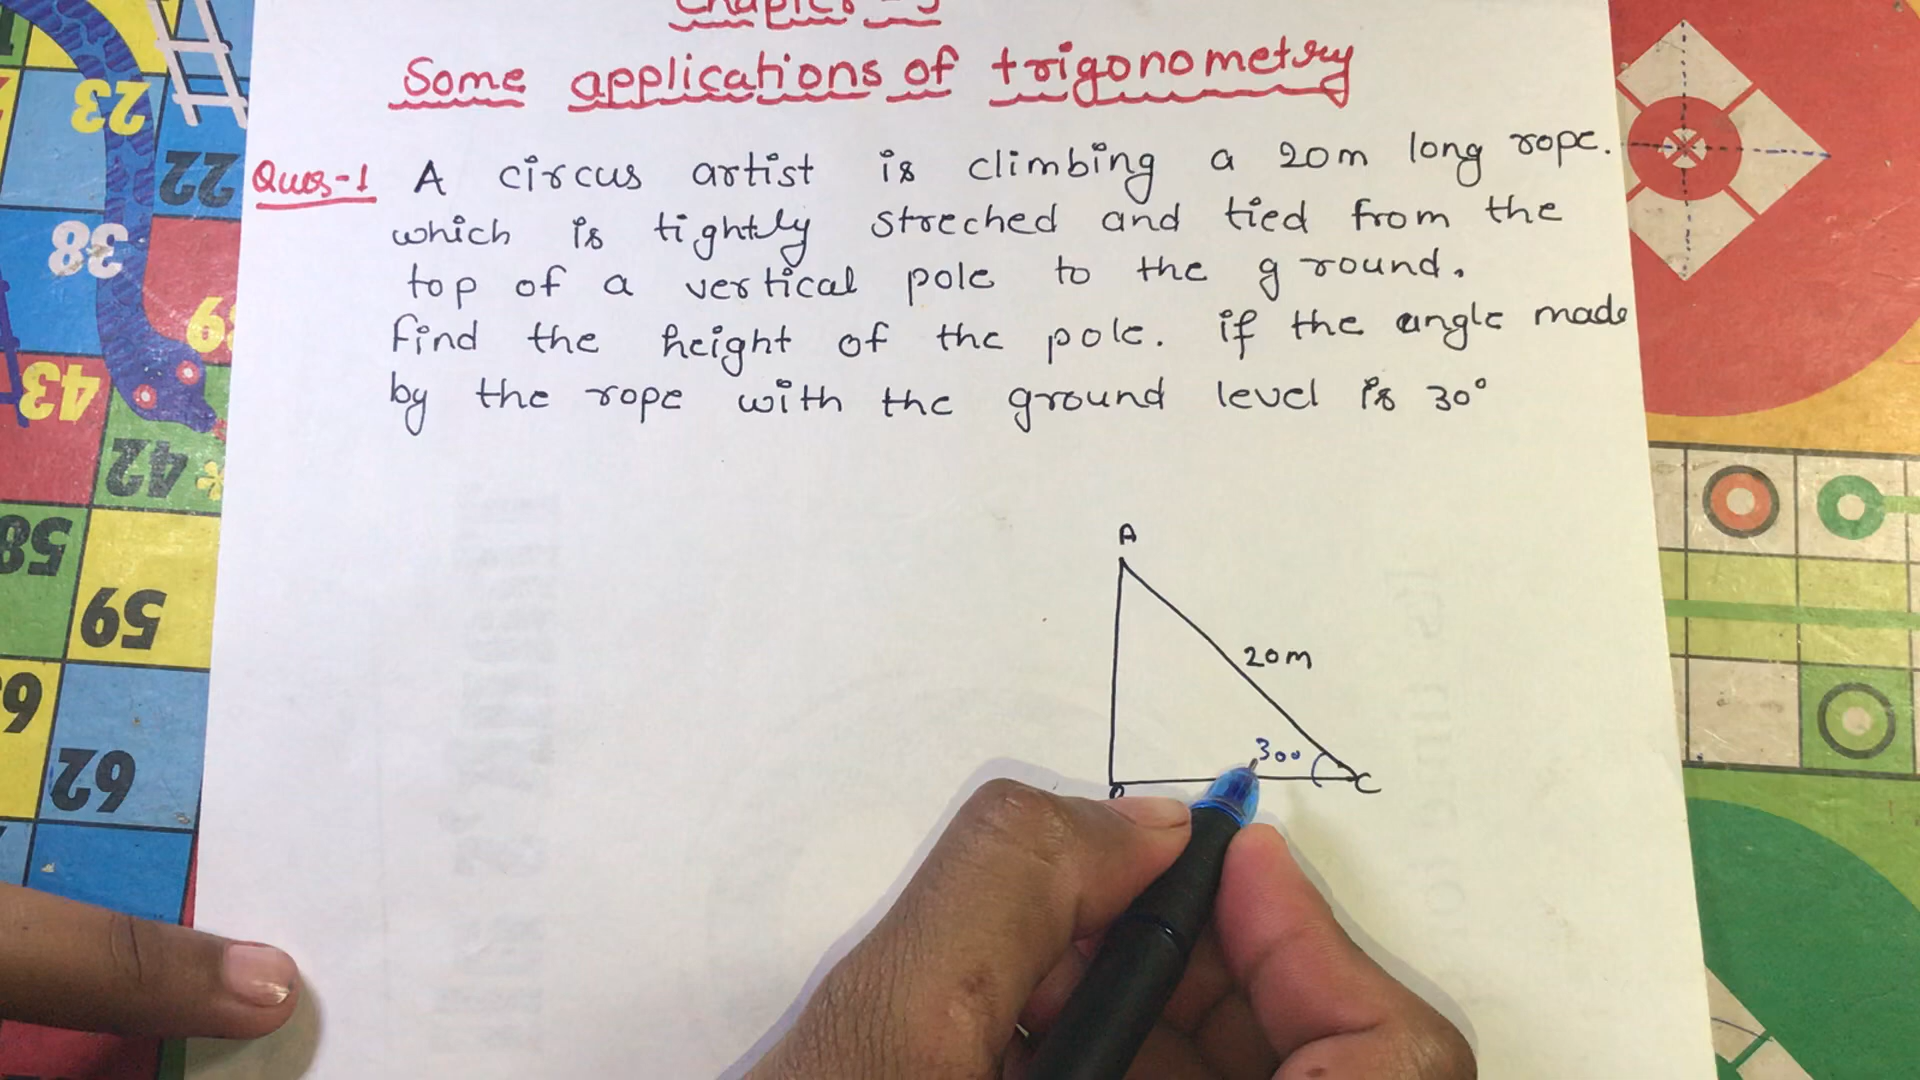 Some applications of trigonometry
Ques-1 A circus artist is climbing a 20m long rope.
which is tightly streched and tied from the
top of a vertical pole to the ground.
find the height of the pole. if the angle made
by the rope with the ground level is 30°
A
20m
30°
C
23
22
38
43
42
58
59
62